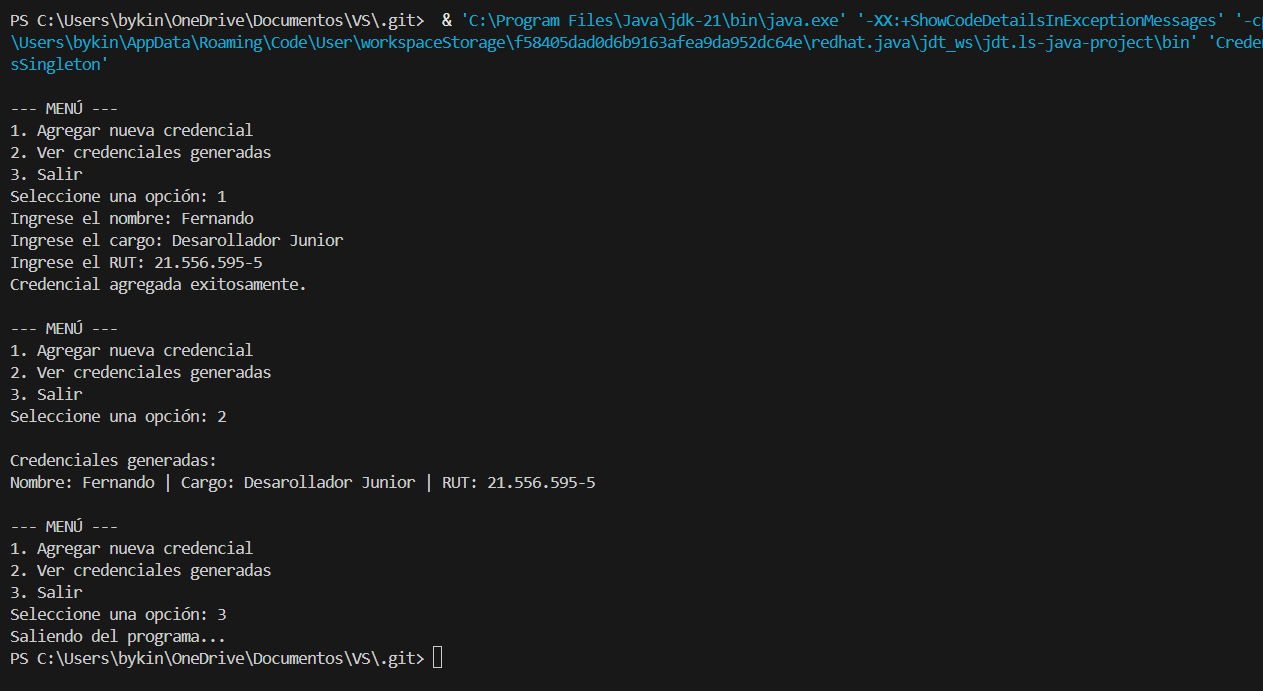 PS C:\Users\bykin\OneDrive\Documentos\VS\.git>  & 'C:\Program Files\Java\jdk-21\bin\java.exe' '-XX:+ShowCodeDetailsInExceptionMessages' '-cp
\Users\bykin\AppData\Roaming\Code\User\workspaceStorage\f58405dad0d6b9163afea9da952dc64e\redhat.java\jdt_ws\jdt.ls-java-project\bin' 'Creden
sSingleton'
--- MENÚ ---
1. Agregar nueva credencial
2. Ver credenciales generadas
3. Salir
Seleccione una opción: 1
Ingrese el nombre: Fernando
Ingrese el cargo: Desarollador Junior
Ingrese el RUT: 21.556.595-5
Credencial agregada exitosamente.
--- MENÚ ---
1. Agregar nueva credencial
2. Ver credenciales generadas
3. Salir
Seleccione una opción: 2
Credenciales generadas:
Nombre: Fernando | Cargo: Desarollador Junior | RUT: 21.556.595-5
--- MENÚ ---
1. Agregar nueva credencial
2. Ver credenciales generadas
3. Salir
Seleccione una opción: 3
Saliendo del programa...
PS C:\Users\bykin\OneDrive\Documentos\VS\.git>